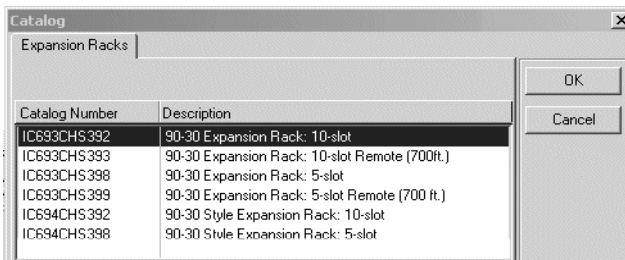 Catalog
Expansion Racks
OK
Cancel
Catalog Number Description
IC693CHS392 90-30 Expansion Rack: 10-slot
IC693CHS393 90-30 Expansion Rack: 10-slot Remote (700ft.)
IC693CHS398 90-30 Expansion Rack: 5-slot
IC693CHS399 90-30 Expansion Rack: 5-slot Remote (700 ft.)
IC694CHS392 90-30 Style Expansion Rack: 10-slot
IC694CHS398 90-30 Style Expansion Rack: 5-slot